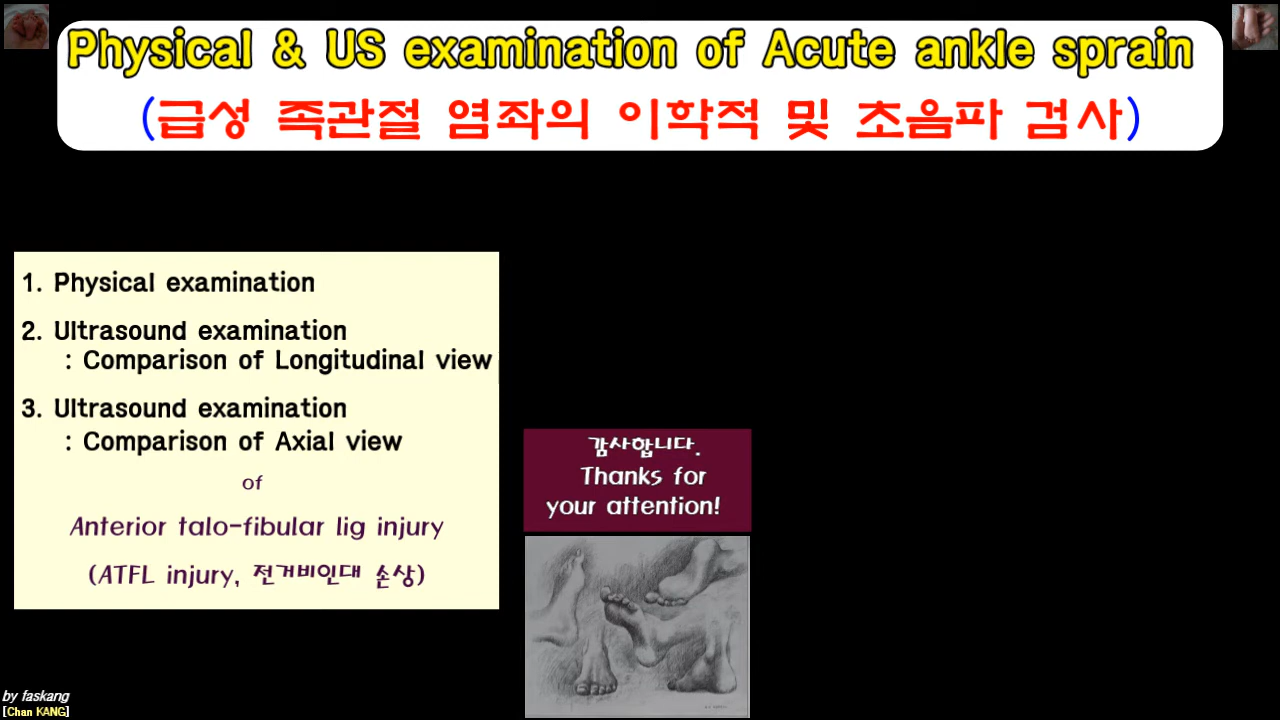 Physical & US examination of Acute ankle sprain
(급성 족관절 염좌의 이학적 및 초음파 검사)
1. Physical examination
2. Ultrasound examination
: Comparison of Longitudinal view
3. Ultrasound examination
: Comparison of Axial view
of
Anterior talo-fibular lig injury
(ATFL injury, 전거비인대 손상)
감사합니다.
Thanks for
your attention!
by faskang
[Chan KANG]